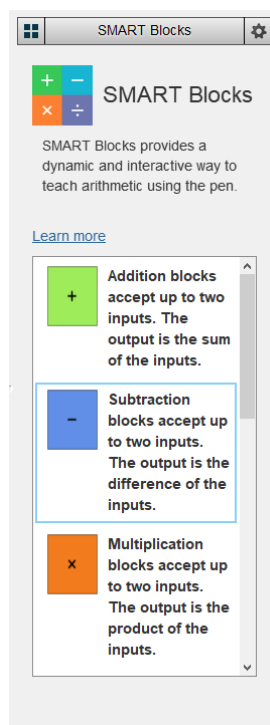 SMART Blocks
+ −
× ÷
SMART Blocks
SMART Blocks provides a
dynamic and interactive way to
teach arithmetic using the pen.
Learn more
+
Addition blocks
accept up to two
inputs. The
output is the sum
of the inputs.
−
Subtraction
blocks accept up
to two inputs.
The output is the
difference of the
inputs.
×
Multiplication
blocks accept up
to two inputs.
The output is the
product of the
inputs.